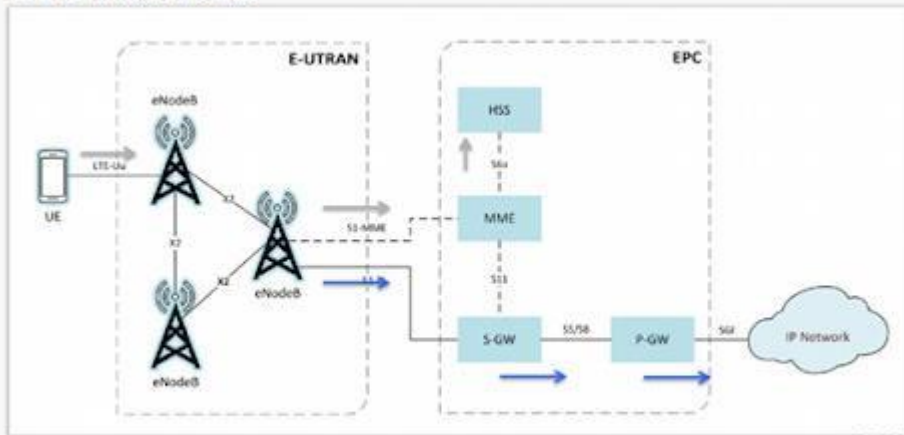 E-UTRAN
EPC
eNodeB
HSS
LTE-Uu
S6a
UE
X2
MME
S1-MME
X2
X2
S11
eNodeB
S-GW
S5/S8
P-GW
SGi
IP Network
eNodeB